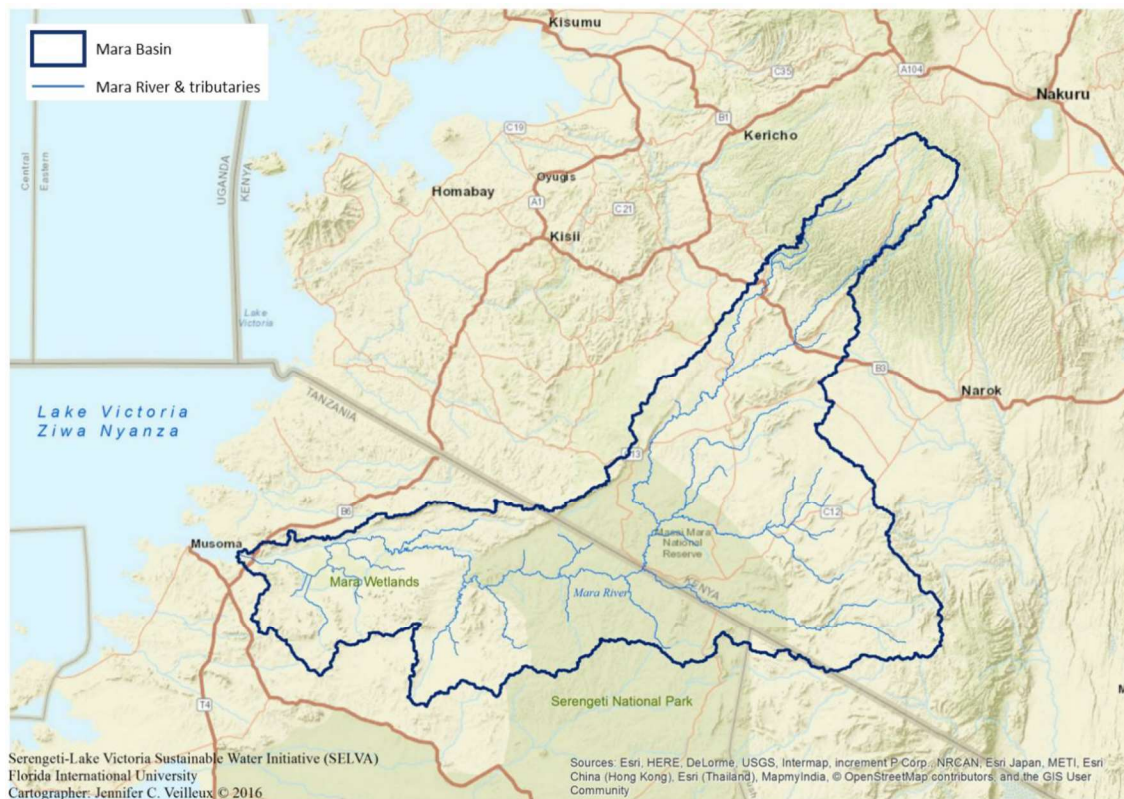 Mara Basin
Mara River & tributaries
Kisumu
C35
A104
Nakuru
B1
Kericho
C19
Central
Eastern
UGANDA
KENYA
Oyugis
Homabay
A1
C21
Kisii
Lake
Victoria
B3
Narok
TANZANIA
Lake Victoria
Ziwa Nyanza
B6
C12
Masai Mara
National
Reserve
Musoma
Mara Wetlands
KENYA
Mara River
Serengeti National Park
T4
M
Serengeti-Lake Victoria Sustainable Water Initiative (SELVA)
Florida International University
Cartographer: Jennifer C. Veilleux © 2016
Sources: Esri, HERE, DeLorme, USGS, Intermap, increment P Corp., NRCAN, Esri Japan, METI, Esri
China (Hong Kong), Esri (Thailand), MapmyIndia, © OpenStreetMap contributors, and the GIS User
Community